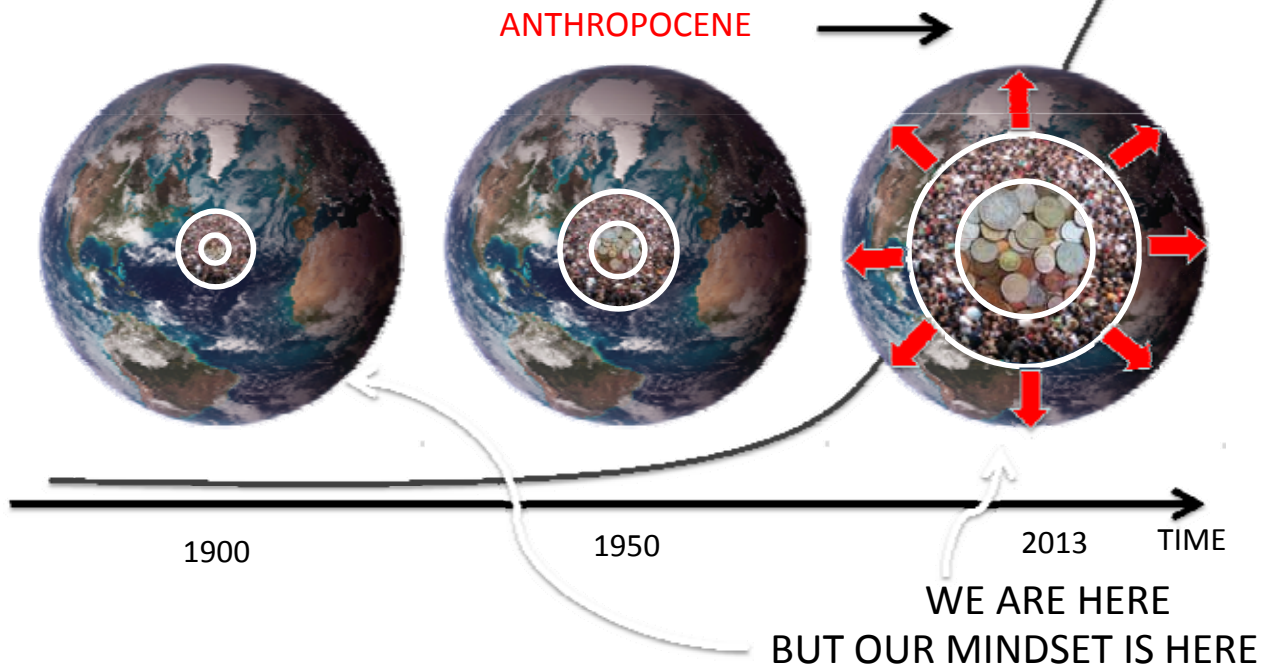 ANTHROPOCENE
1900
1950
2013
TIME
WE ARE HERE
BUT OUR MINDSET IS HERE